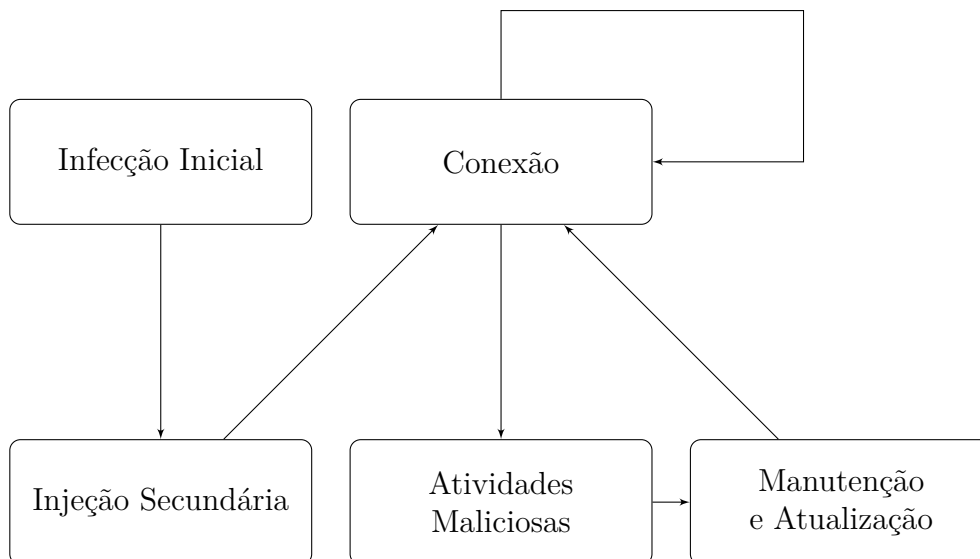 Infecção Inicial
Conexão
Injeção Secundária
Atividades
Maliciosas
Manutenção
e Atualização